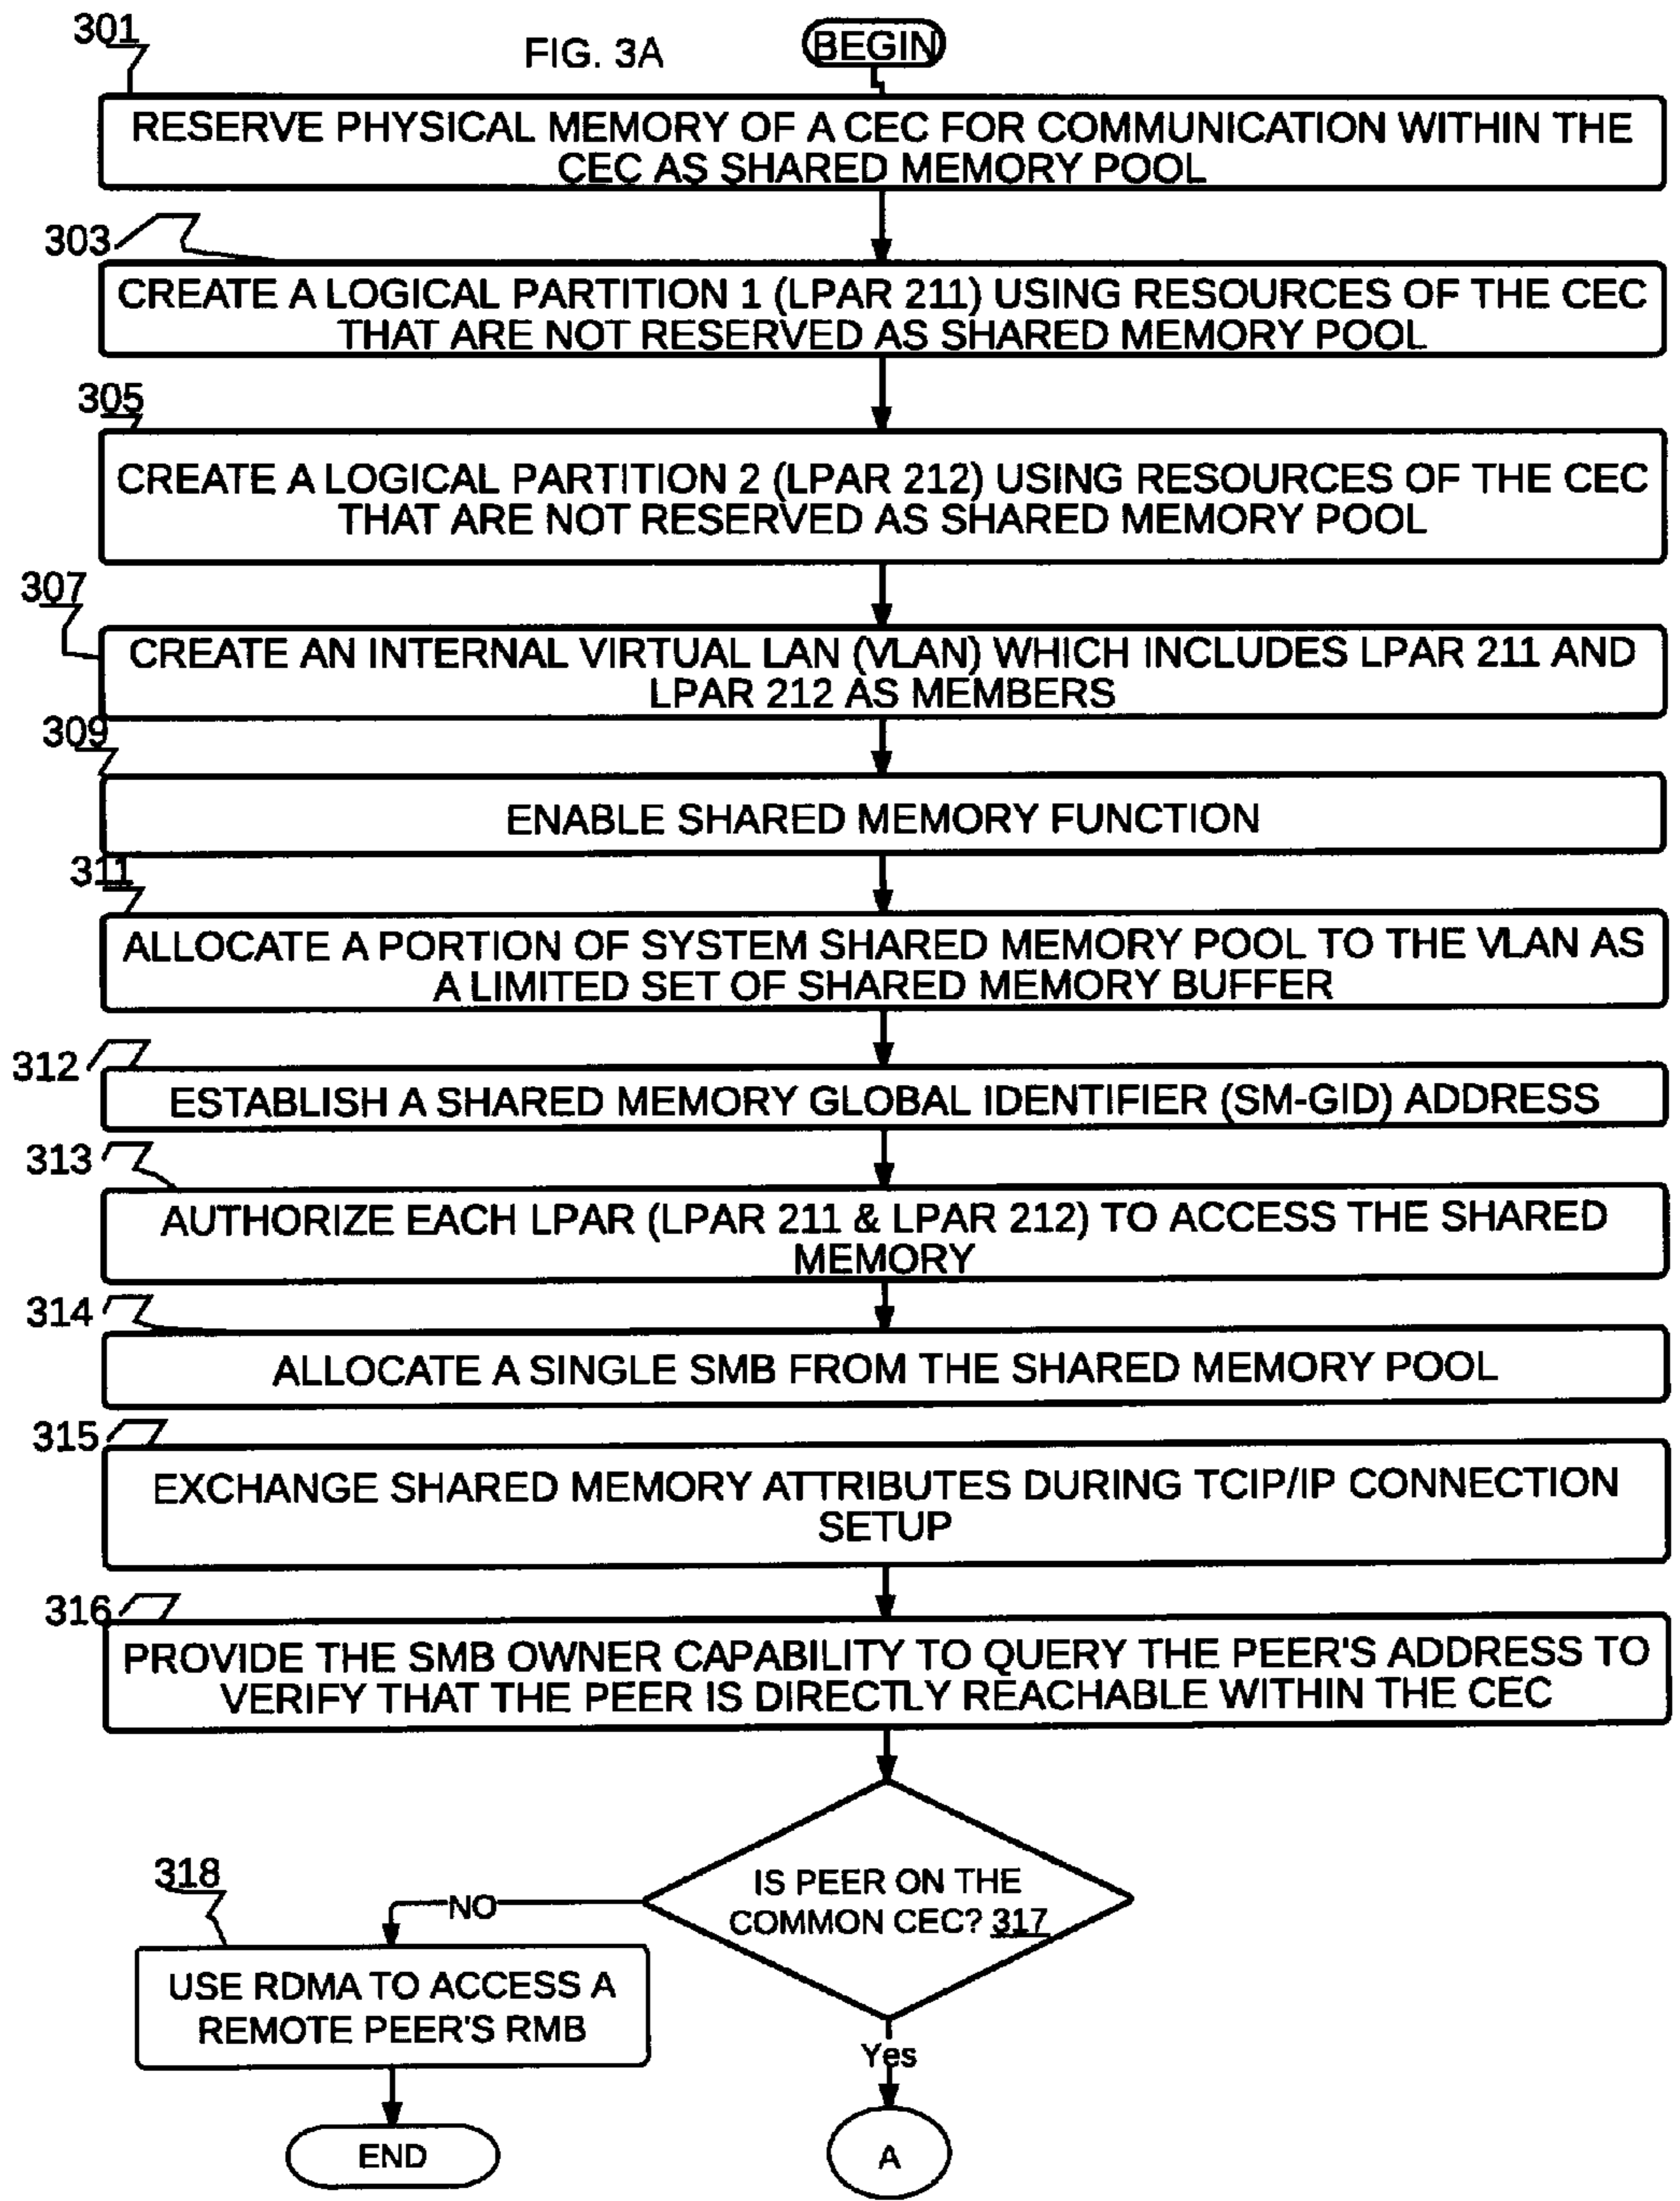 301
FIG. 3A
BEGIN
RESERVE PHYSICAL MEMORY OF A CEC FOR COMMUNICATION WITHIN THE
CEC AS SHARED MEMORY POOL
303
CREATE A LOGICAL PARTITION 1 (LPAR 211) USING RESOURCES OF THE CEC
THAT ARE NOT RESERVED AS SHARED MEMORY POOL
305
CREATE A LOGICAL PARTITION 2 (LPAR 212) USING RESOURCES OF THE CEC
THAT ARE NOT RESERVED AS SHARED MEMORY POOL
307
CREATE AN INTERNAL VIRTUAL LAN (VLAN) WHICH INCLUDES LPAR 211 AND
LPAR 212 AS MEMBERS
309
ENABLE SHARED MEMORY FUNCTION
311
ALLOCATE A PORTION OF SYSTEM SHARED MEMORY POOL TO THE VLAN AS
A LIMITED SET OF SHARED MEMORY BUFFER
312
ESTABLISH A SHARED MEMORY GLOBAL IDENTIFIER (SM-GID) ADDRESS
313
AUTHORIZE EACH LPAR (LPAR 211 & LPAR 212) TO ACCESS THE SHARED
MEMORY
314
ALLOCATE A SINGLE SMB FROM THE SHARED MEMORY POOL
315
EXCHANGE SHARED MEMORY ATTRIBUTES DURING TCIP/IP CONNECTION
SETUP
316
PROVIDE THE SMB OWNER CAPABILITY TO QUERY THE PEER'S ADDRESS TO
VERIFY THAT THE PEER IS DIRECTLY REACHABLE WITHIN THE CEC
IS PEER ON THE
COMMON CEC? 317
318
NO
USE RDMA TO ACCESS A
REMOTE PEER'S RMB
Yes
END
A